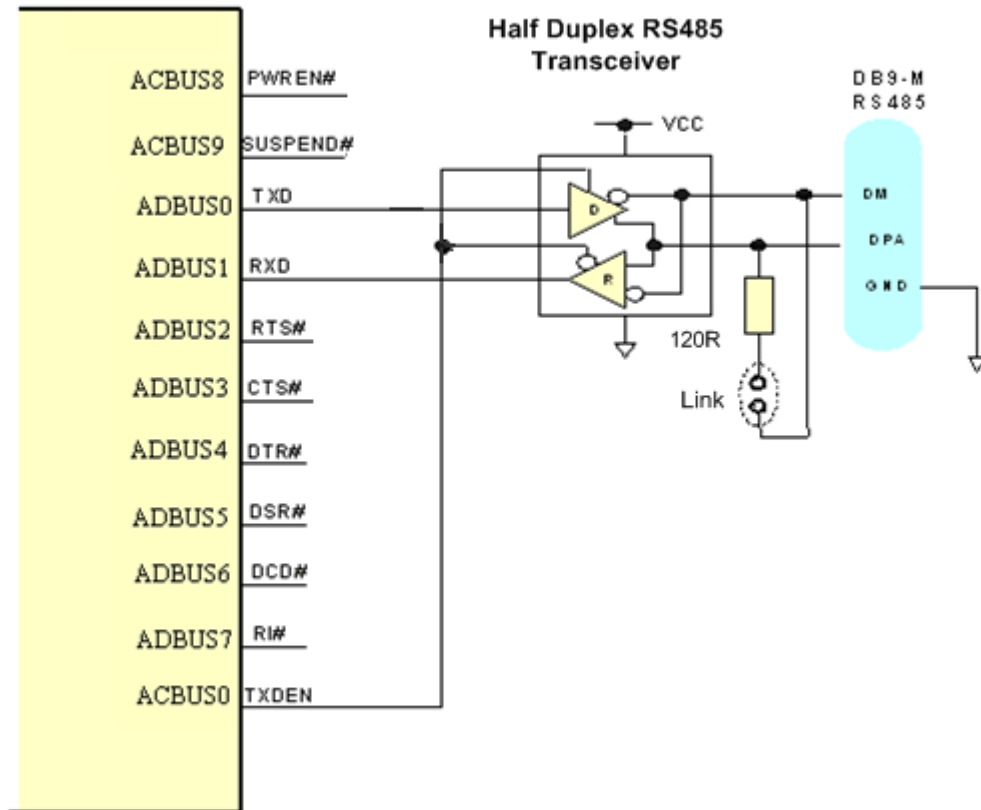 Half Duplex RS485
Transceiver
DB9-M
RS485
VCC
ACBUS8 PWREN#
ACBUS9 SUSPEND#
ADBUS0 TXD
ADBUS1 RXD
ADBUS2 RTS#
ADBUS3 CTS#
ADBUS4 DTR#
ADBUS5 DSR#
ADBUS6 DCD#
ADBUS7 RI#
ACBUS0 TXDEN
D
R
DM
DPA
GND
120R
Link